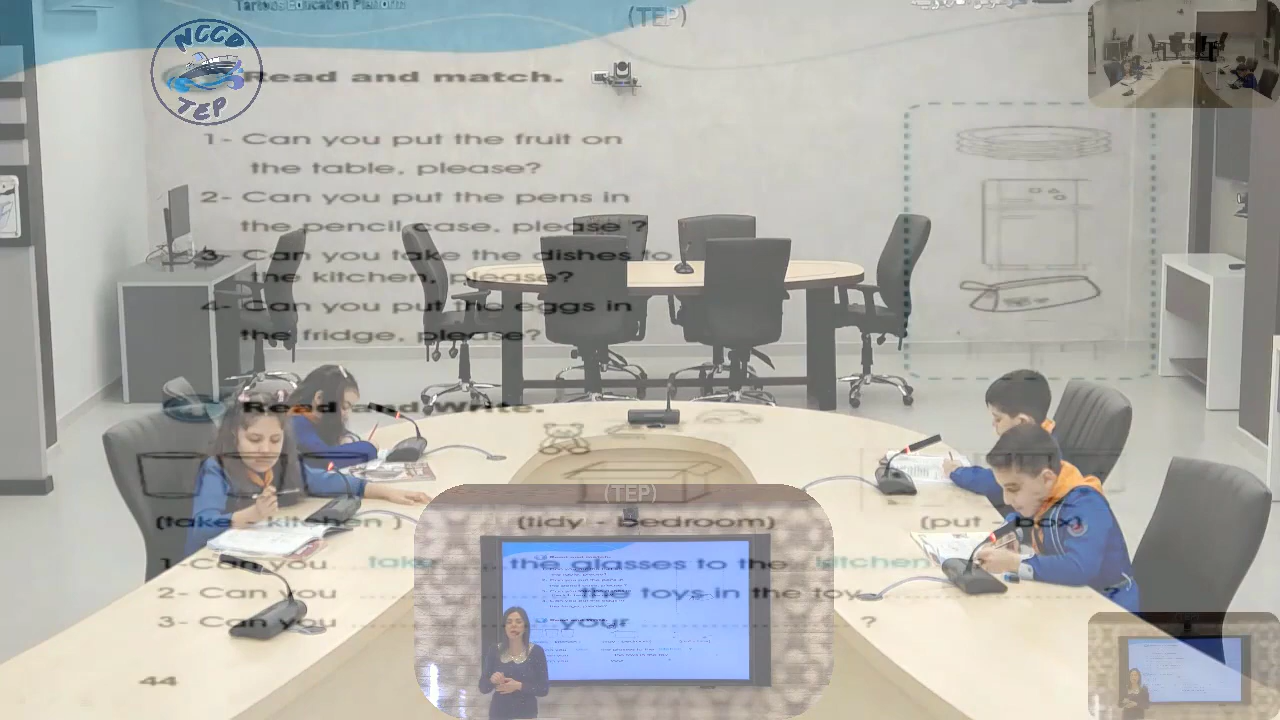 Tartous Education Platform
(TEP)
NCCD
TEP
Read and match.
1- Can you put the fruit on
the table, please?
2- Can you put the pens in
the pencil case, please ?
3- Can you take the dishes to
the kitchen, please?
4- Can you put the eggs in
the fridge, please?
Read and write.
(take - kitchen )
(tidy - bedroom)
(put - box)
1-Can you take the glasses to the kitchen
2- Can you the toys in the toy ?
3- Can you your ?
44
(TEP)